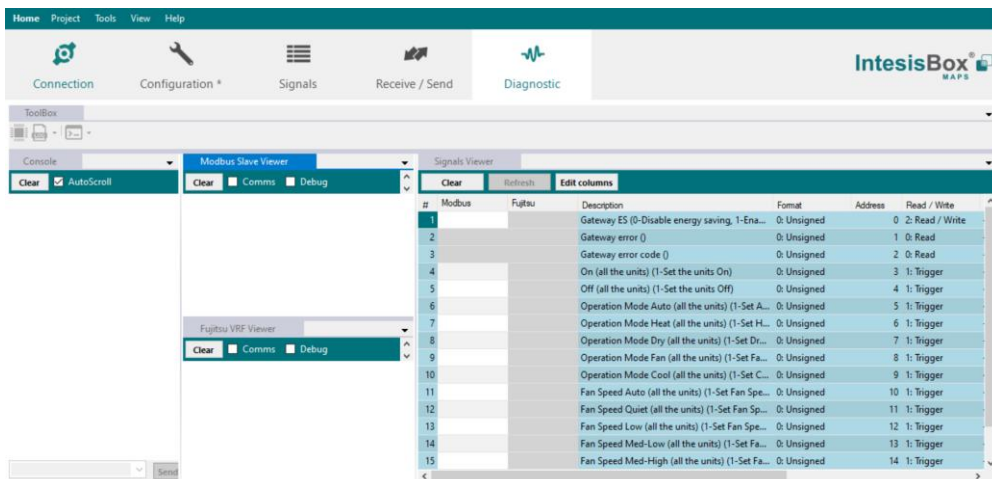 Home Project Tools View Help
Connection Configuration * Signals Receive / Send Diagnostic
IntesisBox®
MAPS
ToolBox
Console
Clear AutoScroll
Send
Modbus Slave Viewer
Clear Comms Debug
Fujitsu VRF Viewer
Clear Comms Debug
Signals Viewer
Clear Refresh Edit columns
# Modbus Fujitsu Description Format Address Read / Write
1 Gateway ES (0-Disable energy saving, 1-Ena... 0: Unsigned 0 2: Read / Write
2 Gateway error () 0: Unsigned 1 0: Read
3 Gateway error code () 0: Unsigned 2 0: Read
4 On (all the units) (1-Set the units On) 0: Unsigned 3 1: Trigger
5 Off (all the units) (1-Set the units Off) 0: Unsigned 4 1: Trigger
6 Operation Mode Auto (all the units) (1-Set A... 0: Unsigned 5 1: Trigger
7 Operation Mode Heat (all the units) (1-Set H... 0: Unsigned 6 1: Trigger
8 Operation Mode Dry (all the units) (1-Set Dr... 0: Unsigned 7 1: Trigger
9 Operation Mode Fan (all the units) (1-Set Fa... 0: Unsigned 8 1: Trigger
10 Operation Mode Cool (all the units) (1-Set C... 0: Unsigned 9 1: Trigger
11 Fan Speed Auto (all the units) (1-Set Fan Spe... 0: Unsigned 10 1: Trigger
12 Fan Speed Quiet (all the units) (1-Set Fan Sp... 0: Unsigned 11 1: Trigger
13 Fan Speed Low (all the units) (1-Set Fan Spe... 0: Unsigned 12 1: Trigger
14 Fan Speed Med-Low (all the units) (1-Set Fa... 0: Unsigned 13 1: Trigger
15 Fan Speed Med-High (all the units) (1-Set Fa... 0: Unsigned 14 1: Trigger